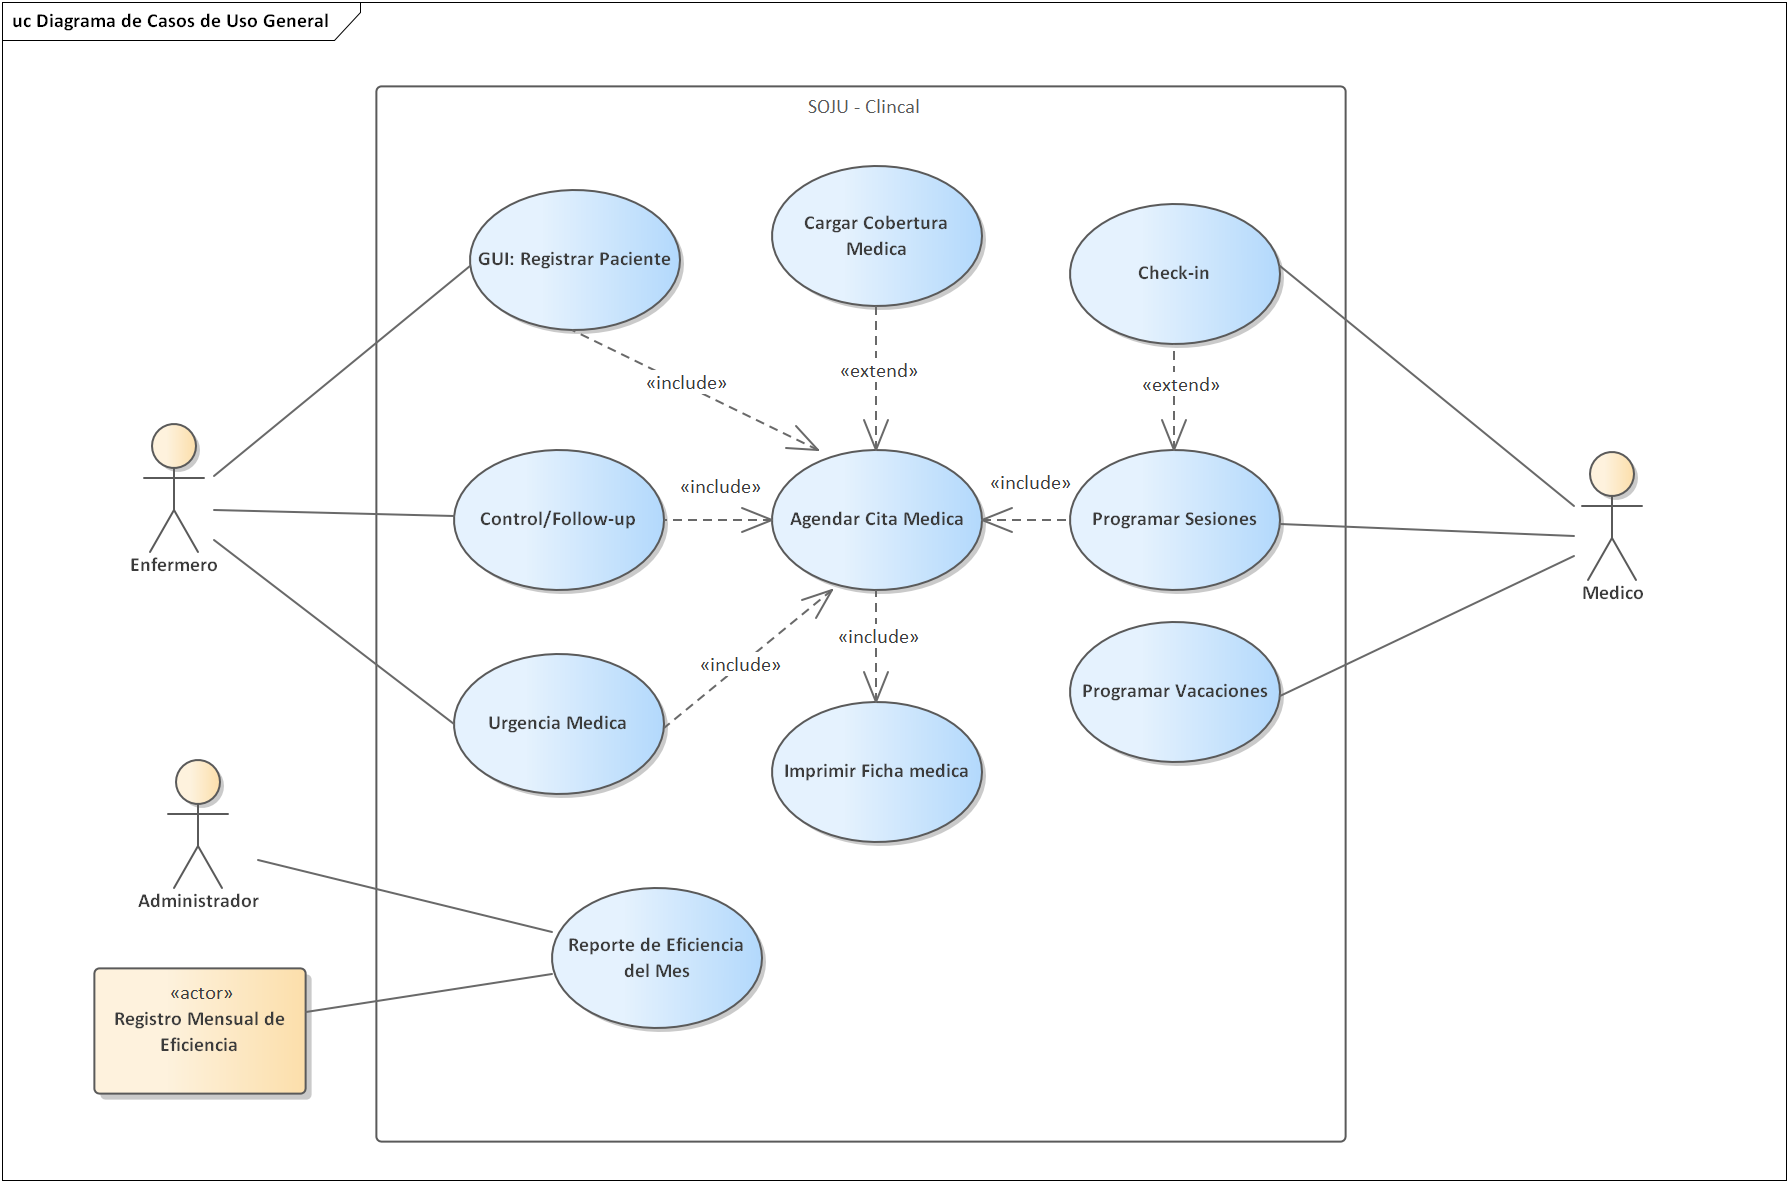 uc Diagrama de Casos de Uso General
SOJU - Clincal
GUI: Registrar Paciente
Cargar Cobertura
Medica
Check-in
«include»
«extend»
«extend»
Control/Follow-up
«include»
Agendar Cita Medica
«include»
Programar Sesiones
Enfermero
Medico
«include»
«include»
Urgencia Medica
Imprimir Ficha medica
Programar Vacaciones
Administrador
Reporte de Eficiencia
del Mes
«actor»
Registro Mensual de
Eficiencia